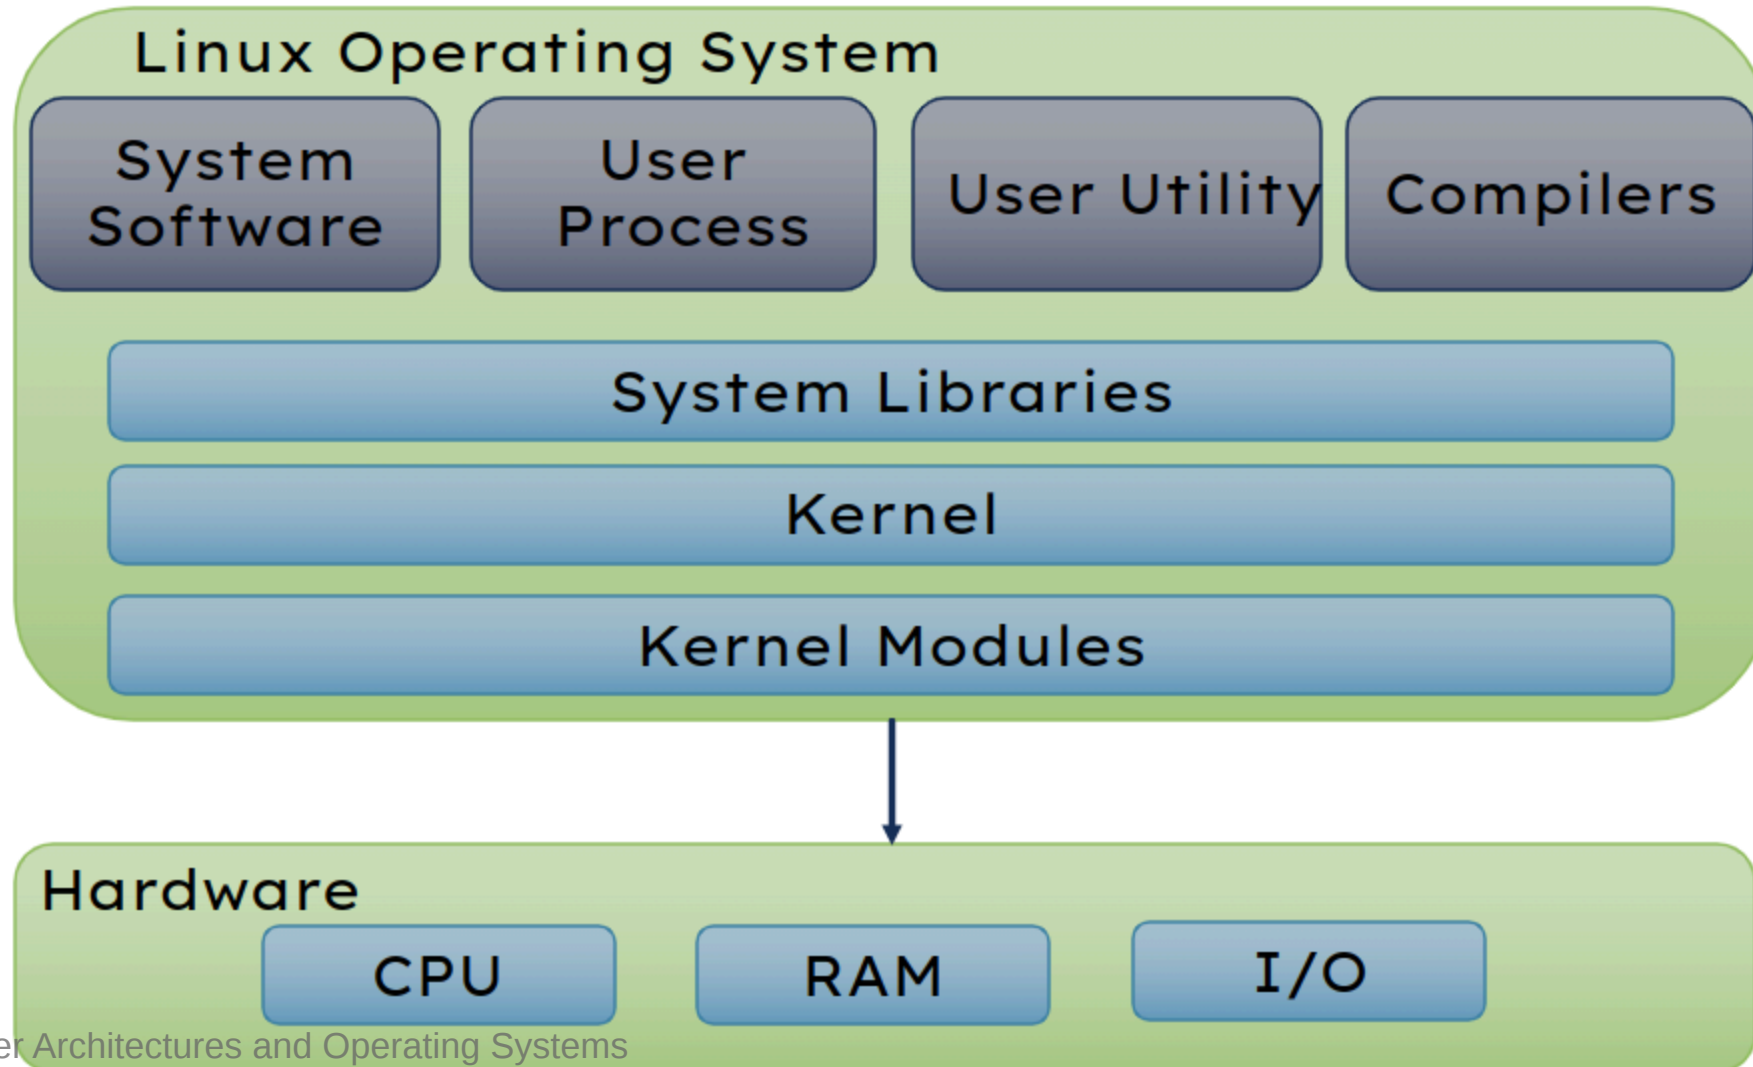 Linux Operating System
System
Software
User
Process
User Utility
Compilers
System Libraries
Kernel
Kernel Modules
Hardware
CPU
RAM
I/O
er Architectures and Operating Systems